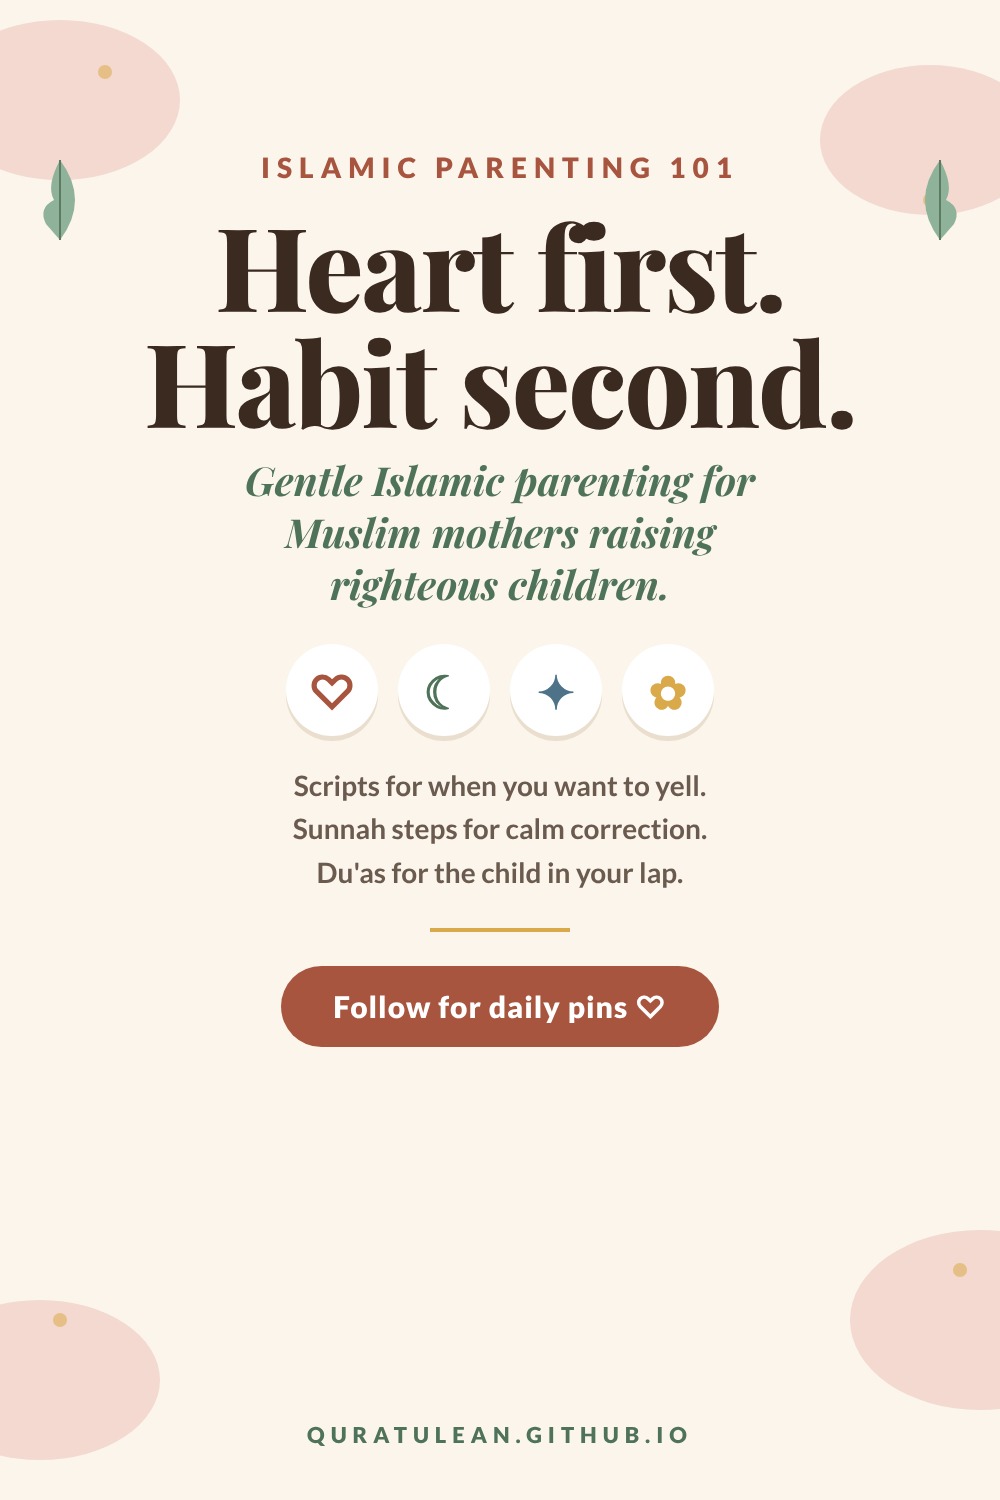 ISLAMIC PARENTING 101
Heart first.
Habit second.
Gentle Islamic parenting for
Muslim mothers raising
righteous children.
Scripts for when you want to yell.
Sunnah steps for calm correction.
Du'as for the child in your lap.
Follow for daily pins ♡
QURATULEAN.GITHUB.IO